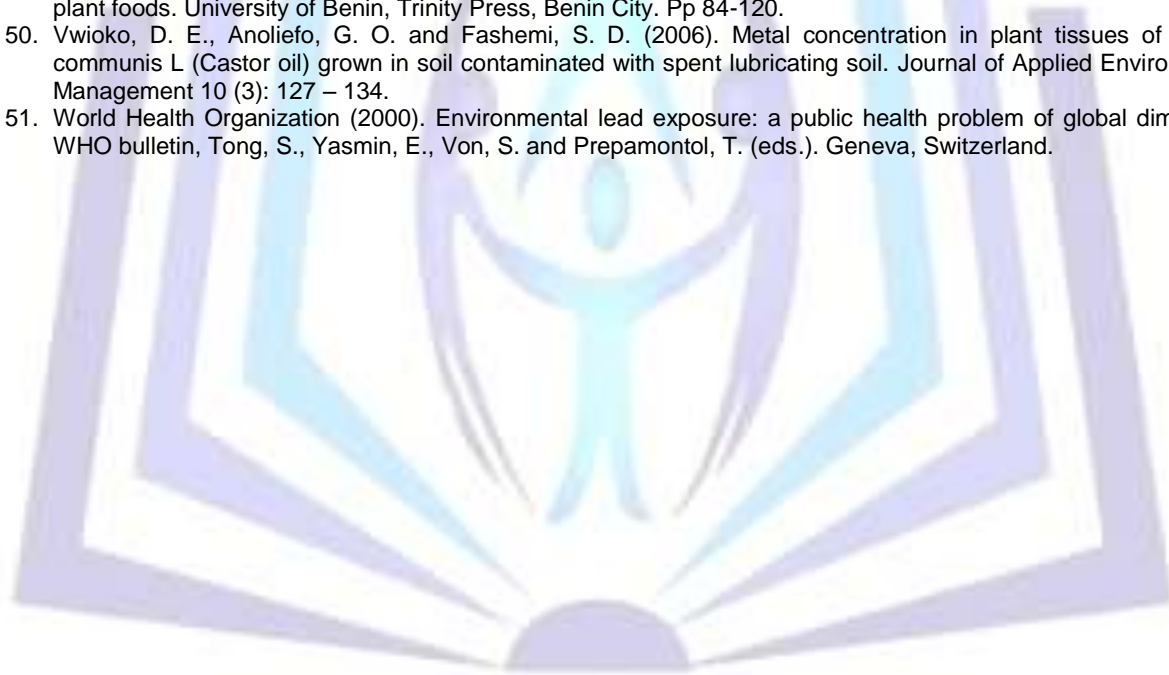 plant foods. University of Benin, Trinity Press, Benin City. Pp 84-120.
50. Vwioko, D. E., Anoliefo, G. O. and Fashemi, S. D. (2006). Metal concentration in plant tissues of
communis L (Castor oil) grown in soil contaminated with spent lubricating soil. Journal of Applied Enviro
Management 10 (3): 127 – 134.
51. World Health Organization (2000). Environmental lead exposure: a public health problem of global dim
WHO bulletin, Tong, S., Yasmin, E., Von, S. and Prepamontol, T. (eds.). Geneva, Switzerland.